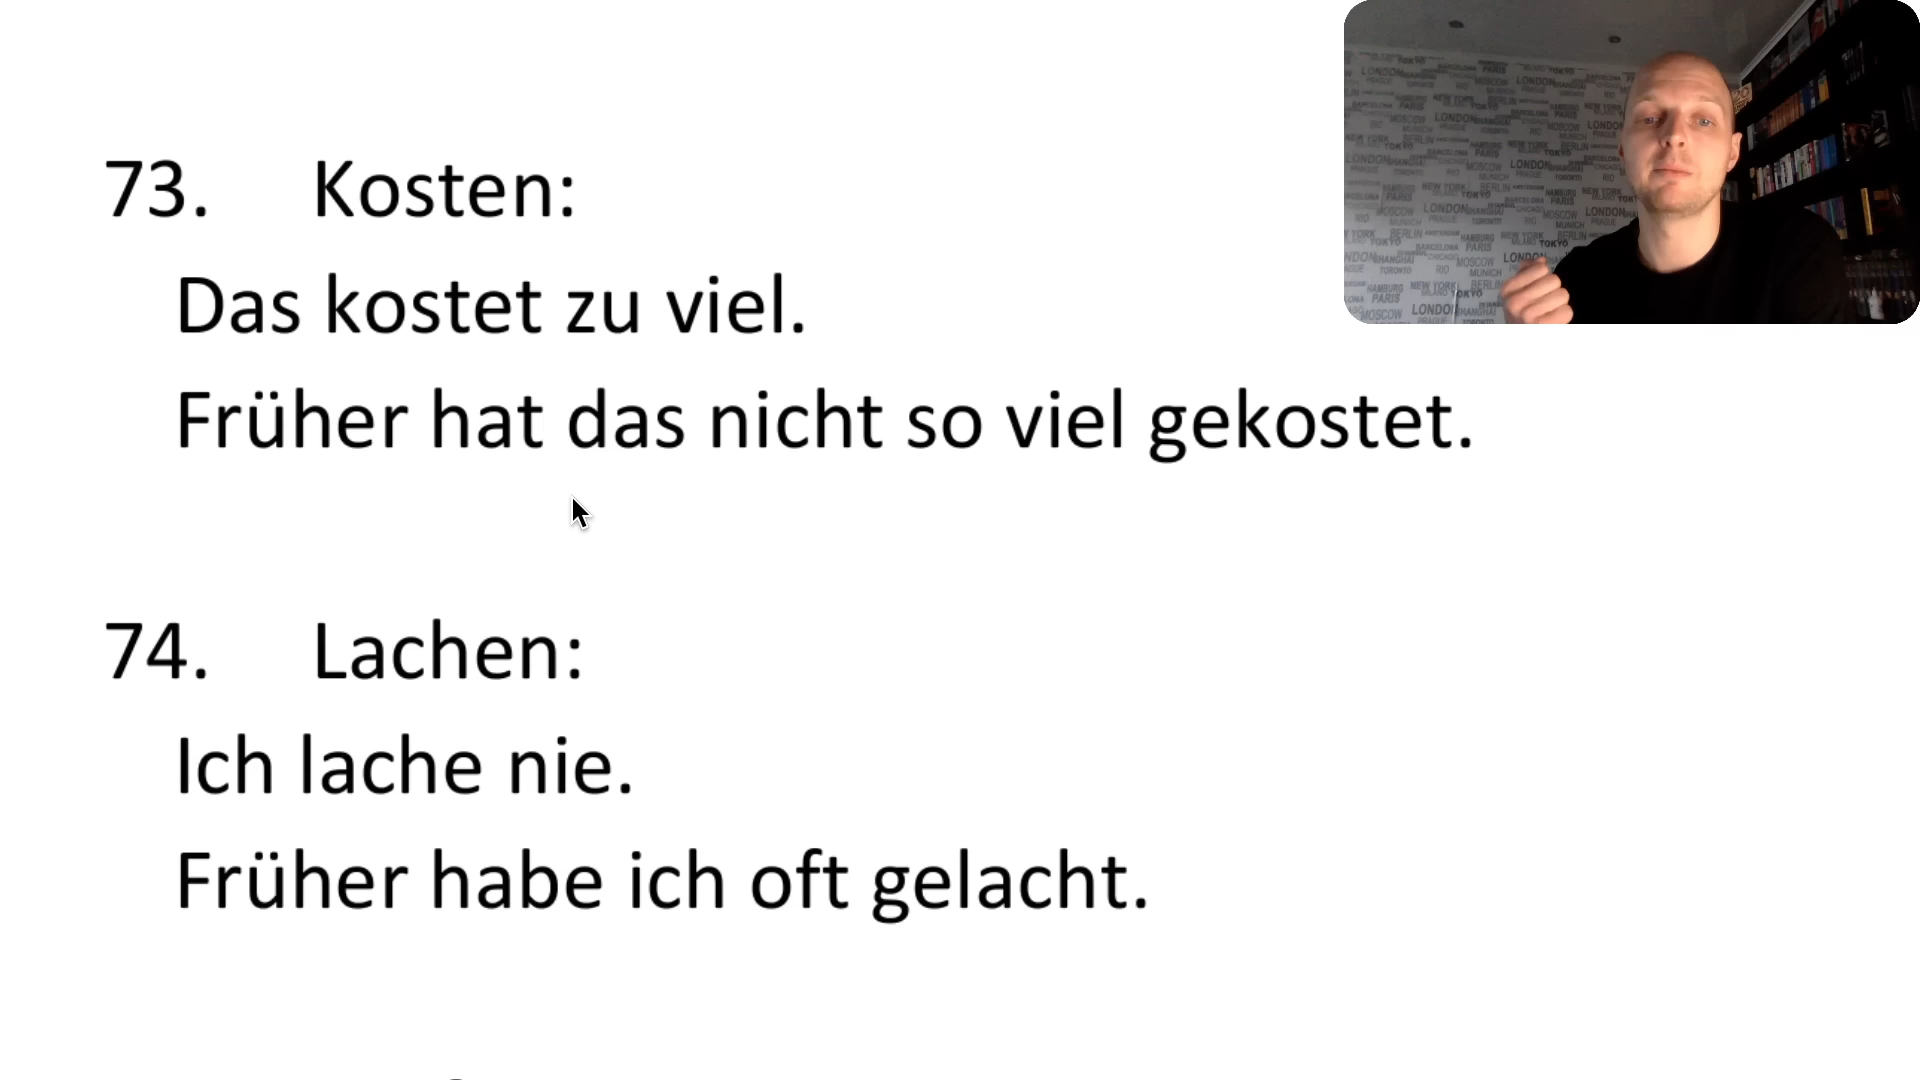 73. Kosten:
Das kostet zu viel.
Früher hat das nicht so viel gekostet.
74. Lachen:
Ich lache nie.
Früher habe ich oft gelacht.